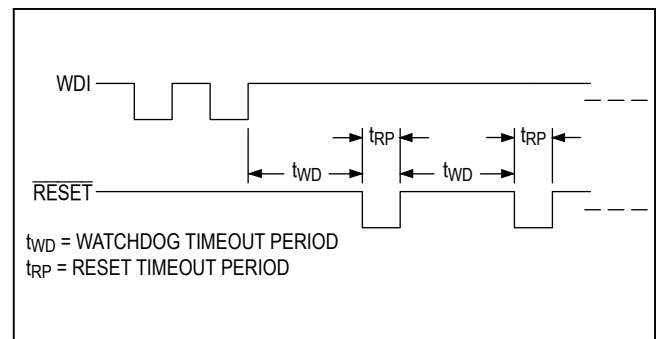 WDI
tRP tRP
tWD tWD
RESET
tWD = WATCHDOG TIMEOUT PERIOD
tRP = RESET TIMEOUT PERIOD